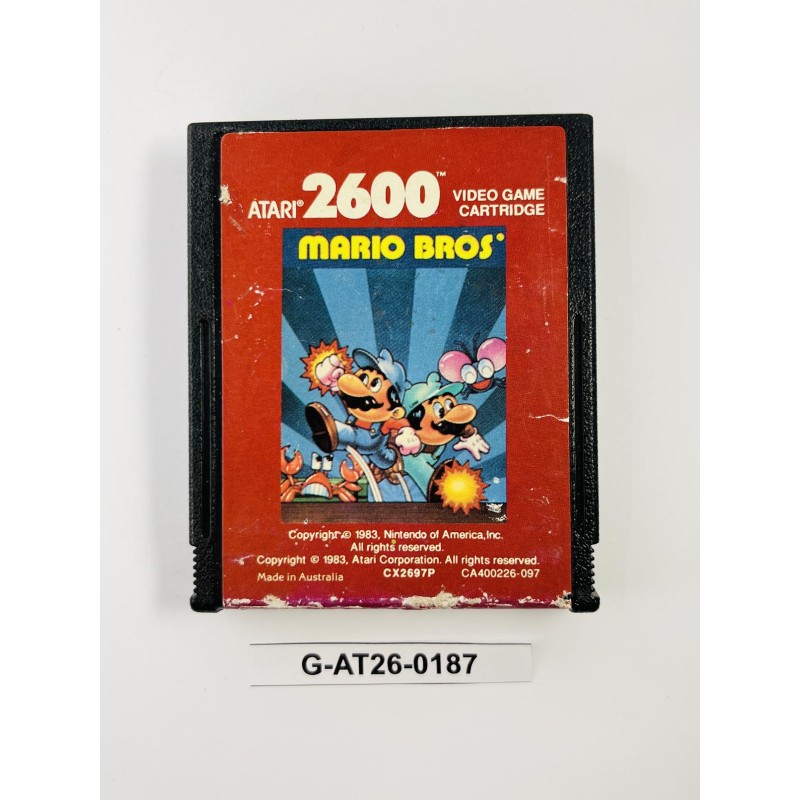 ATARI® 2600™ VIDEO GAME
CARTRIDGE
MARIO BROS®
Copyright © 1983, Nintendo of America, Inc.
All rights reserved.
Copyright © 1983, Atari Corporation. All rights reserved.
Made in Australia CX2697P CA400226-097
G-AT26-0187